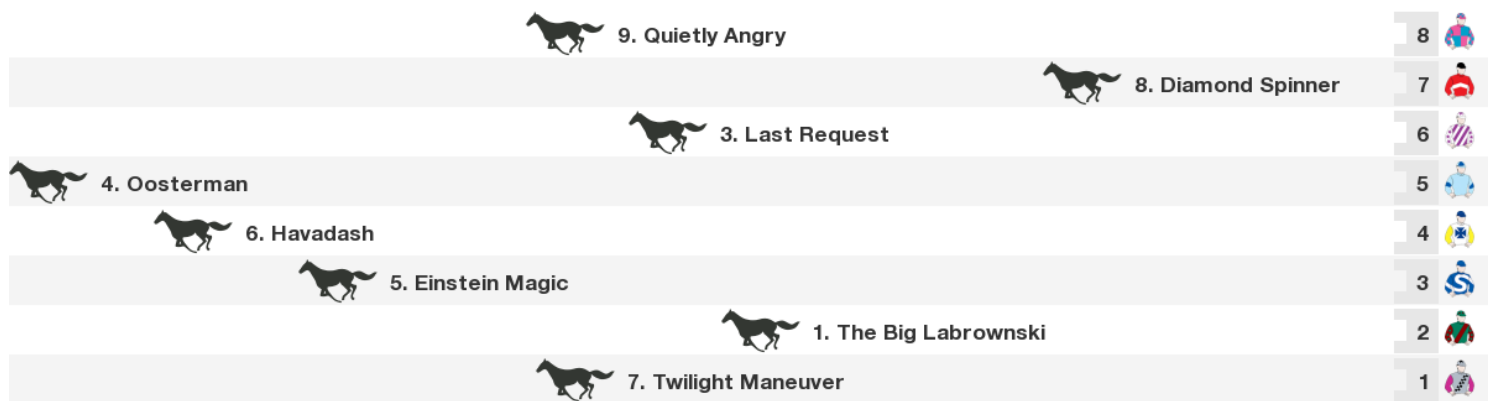 9. Quietly Angry 8
8. Diamond Spinner 7
3. Last Request 6
4. Oosterman 5
6. Havadash 4
5. Einstein Magic 3
1. The Big Labrownski 2
7. Twilight Maneuver 1